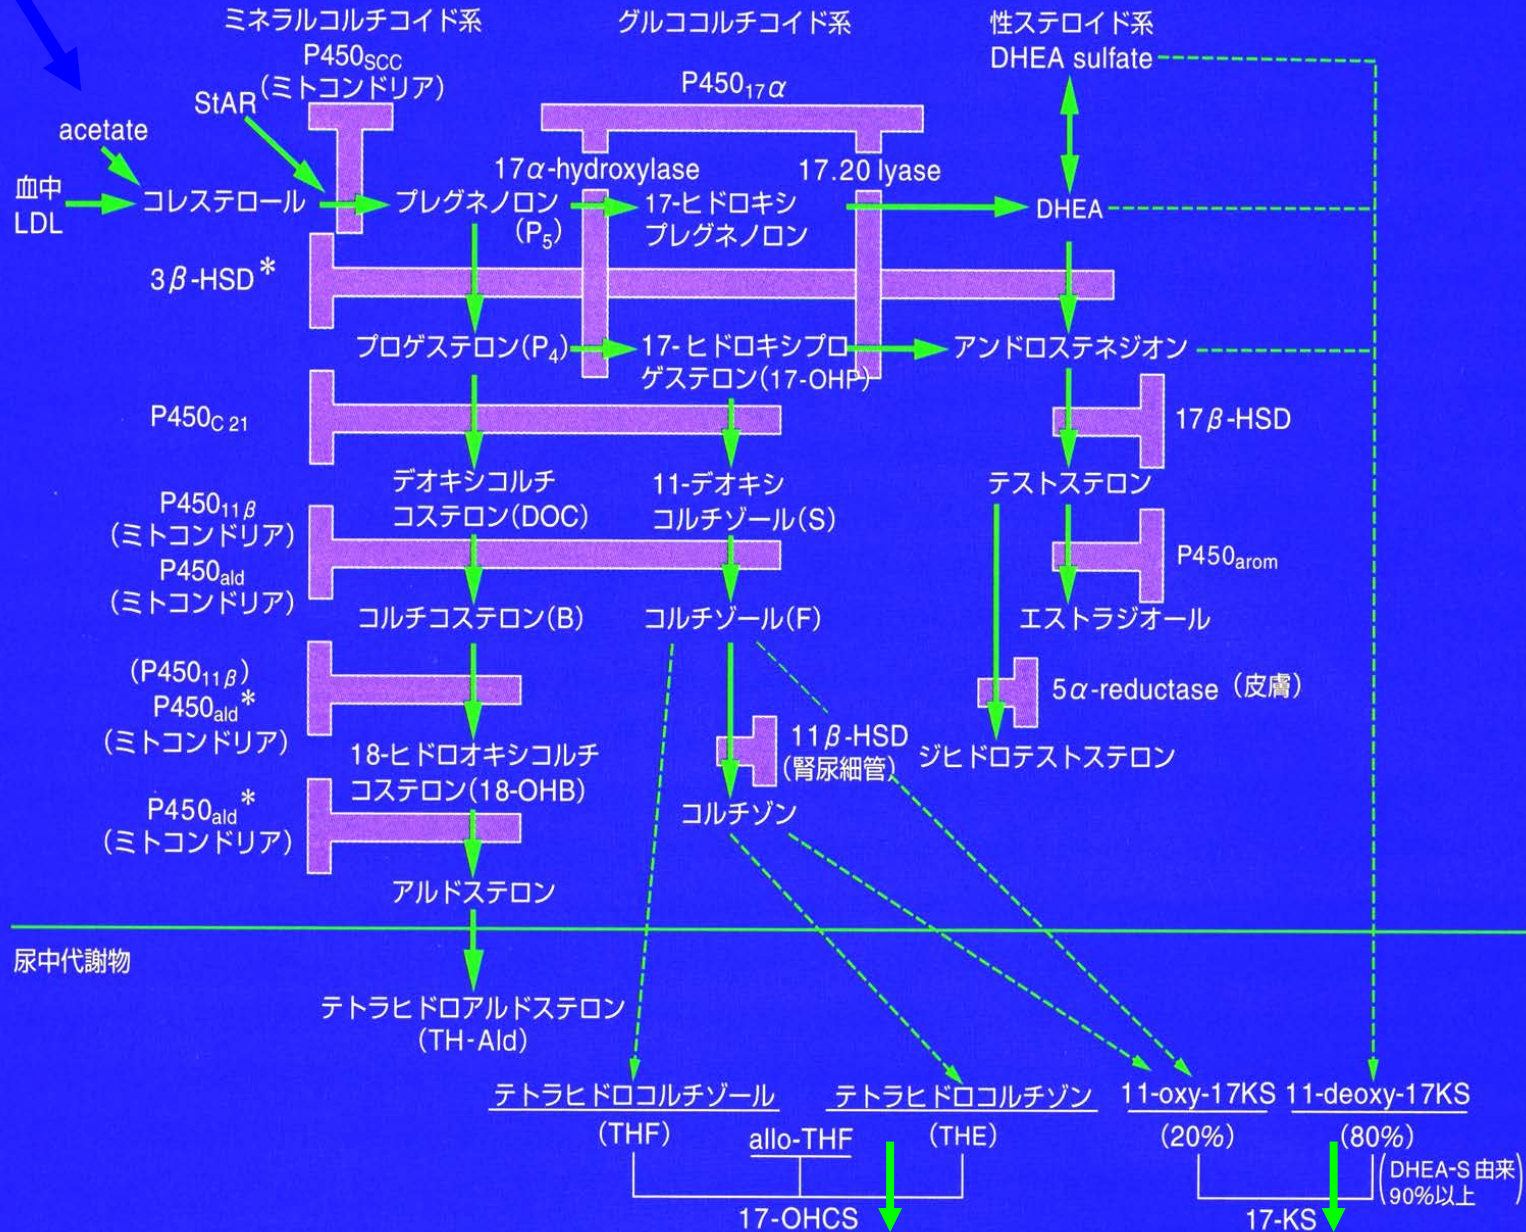 ミネラルコルチコイド系
グルココルチコイド系
性ステロイド系
P450SCC
(ミトコンドリア)
P45017α
DHEA sulfate
StAR
acetate
17α-hydroxylase
17.20 lyase
血中
LDL
コレステロール
プレグネノロン
(P5)
17-ヒドロキシ
プレグネノロン
DHEA
3β-HSD*
プロゲステロン(P4)
17-ヒドロキシプロ
ゲステロン(17-OHP)
アンドロステネジオン
P450C21
17β-HSD
デオキシコルチ
コステロン(DOC)
11-デオキシ
コルチゾール(S)
テストステロン
P45011β
(ミトコンドリア)
P450ald
(ミトコンドリア)
P450arom
コルチコステロン(B)
コルチゾール(F)
エストラジオール
(P45011β)
P450ald*
(ミトコンドリア)
5α-reductase(皮膚)
18-ヒドロオキシコルチ
コステロン(18-OHB)
11β-HSD
(腎尿細管)
ジヒドロテストステロン
P450ald*
(ミトコンドリア)
コルチゾン
アルドステロン
尿中代謝物
テトラヒドロアルドステロン
(TH-Ald)
テトラヒドロコルチゾール
(THF)
allo-THF
テトラヒドロコルチゾン
(THE)
11-oxy-17KS
(20%)
11-deoxy-17KS
(80%)
(DHEA-S由来
90%以上)
17-OHCS
17-KS